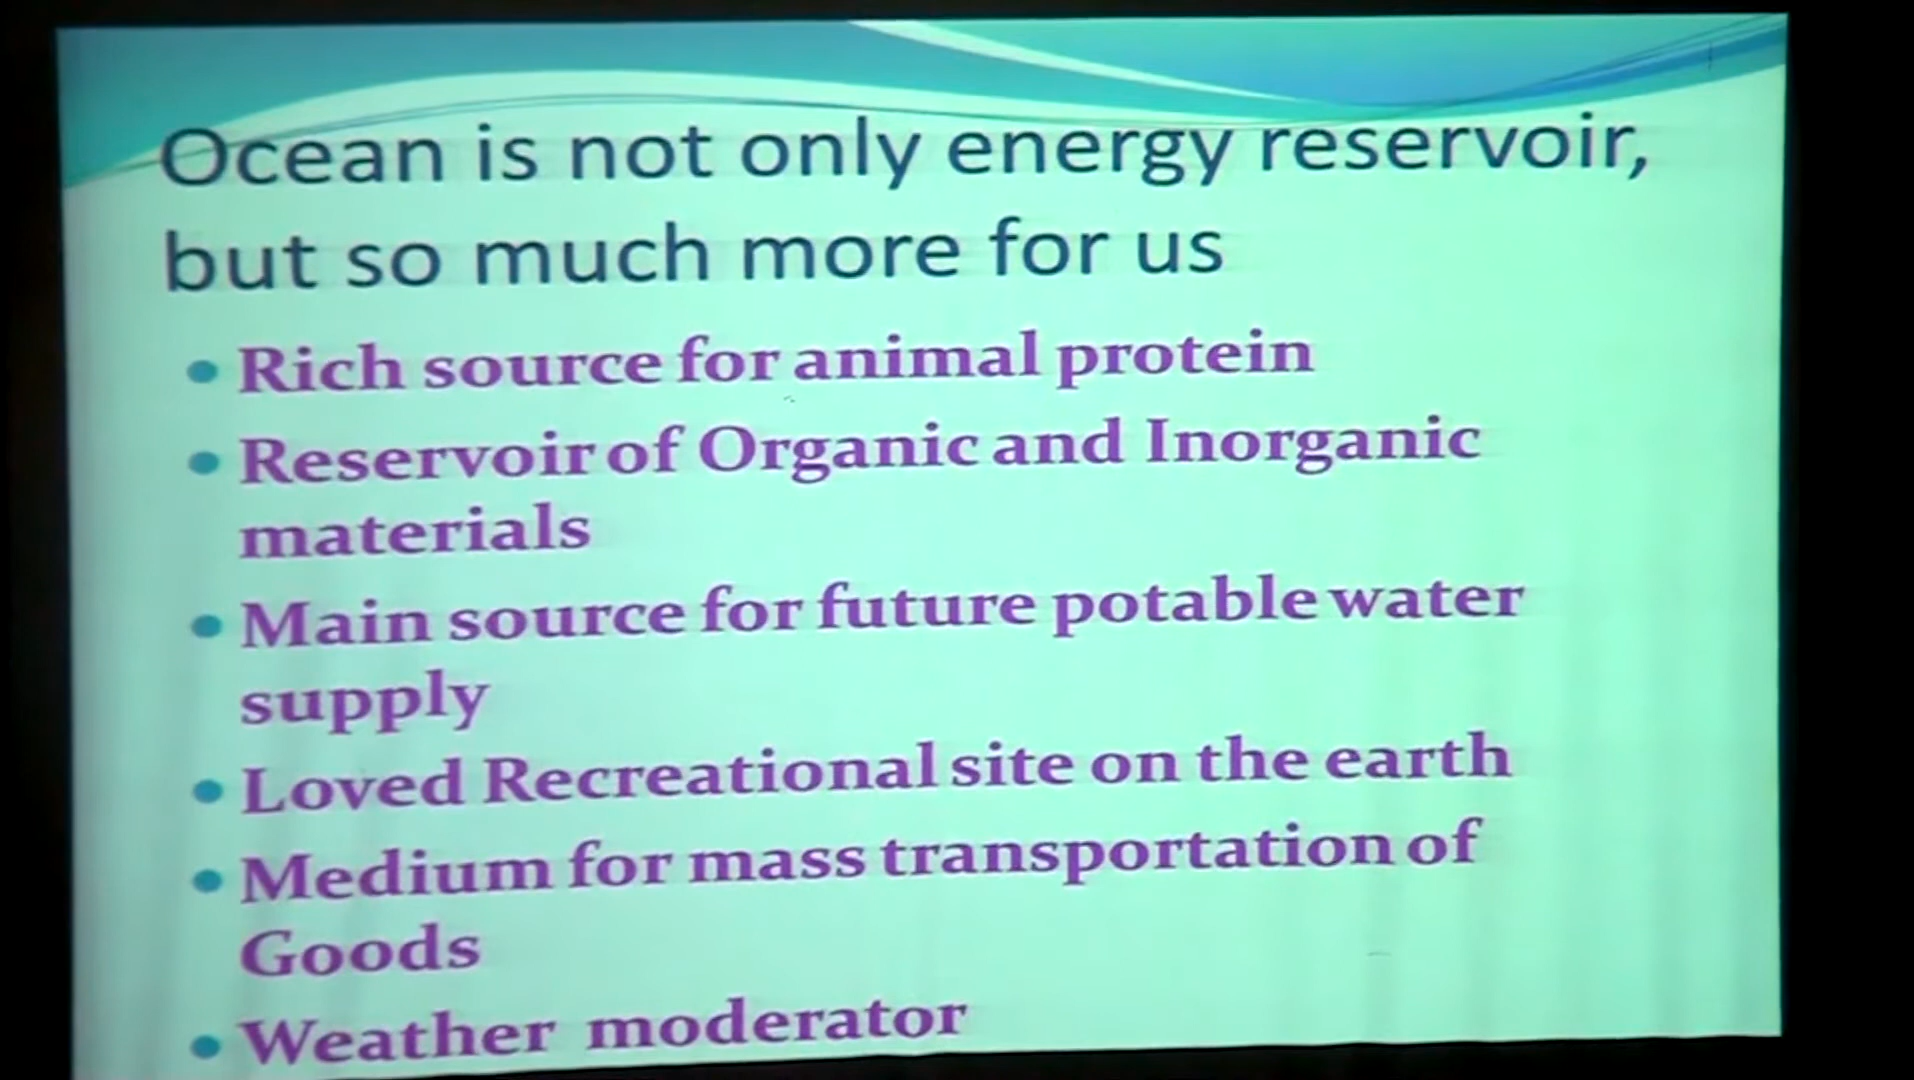 Ocean is not only energy reservoir,
but so much more for us
• Rich source for animal protein
• Reservoir of Organic and Inorganic
materials
• Main source for future potable water
supply
• Loved Recreational site on the earth
• Medium for mass transportation of
Goods
• Weather moderator